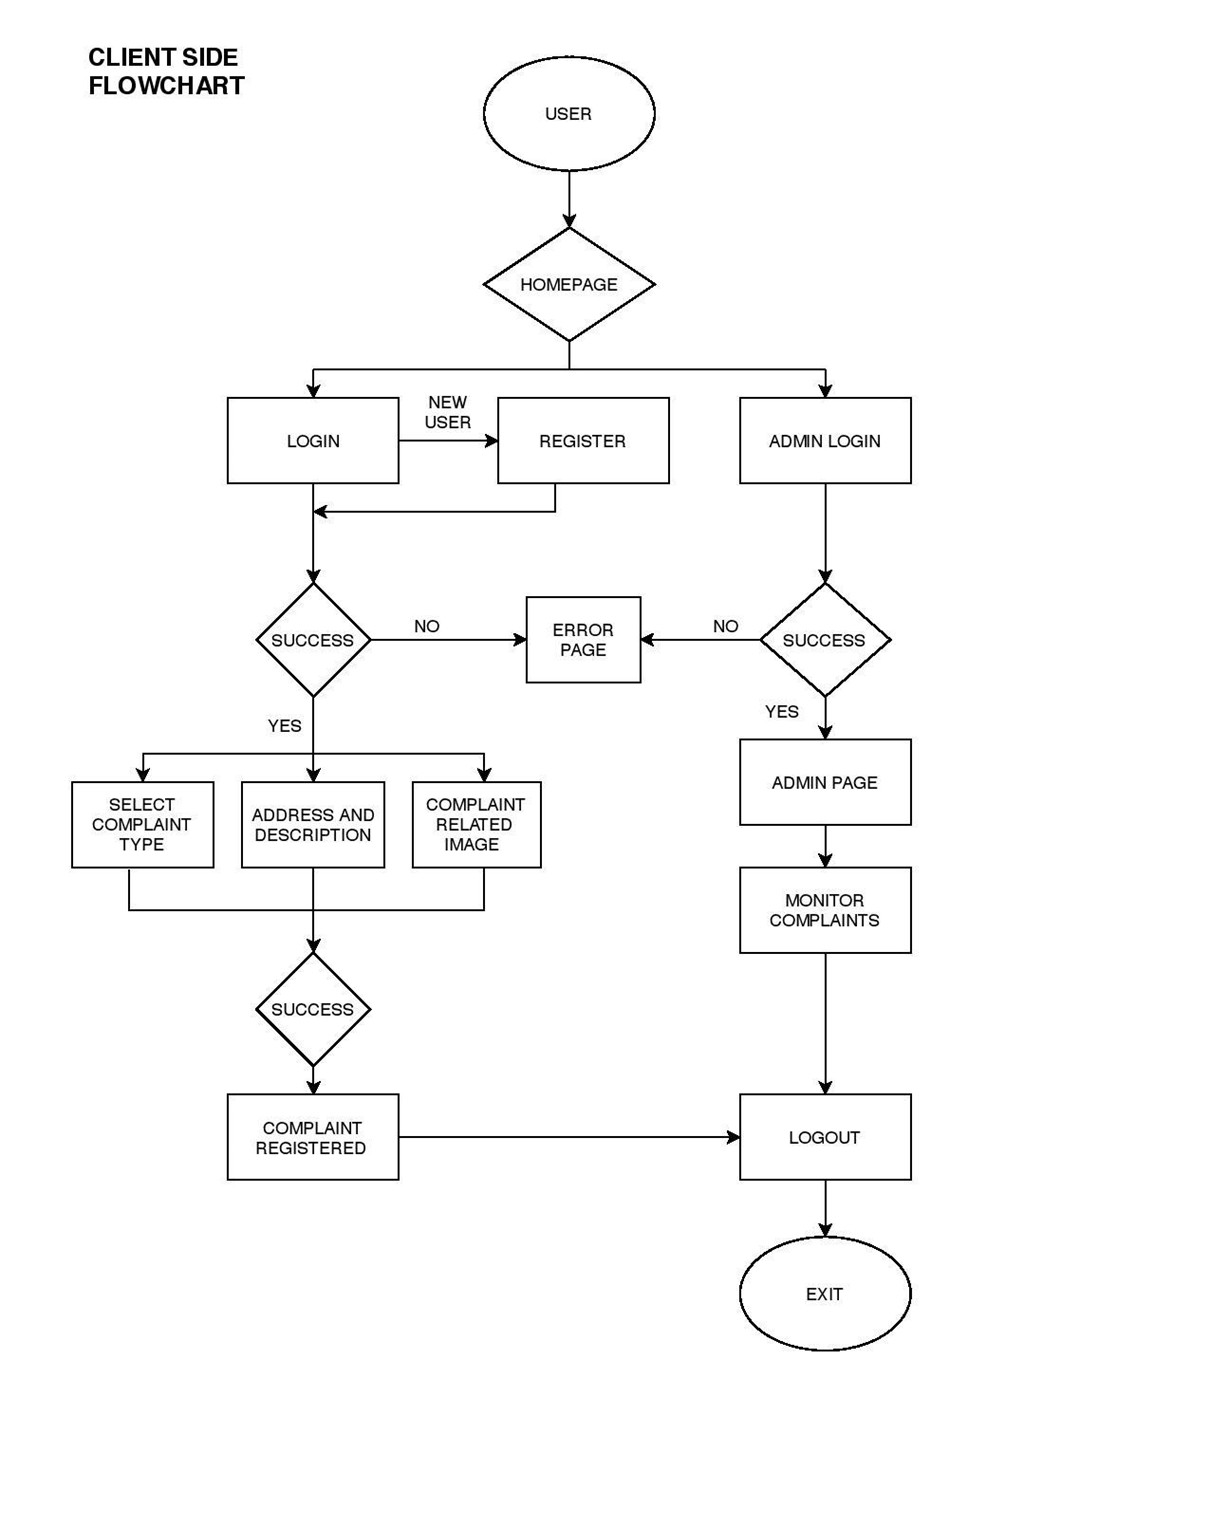 CLIENT SIDE
FLOWCHART
USER
HOMEPAGE
LOGIN
NEW
USER
REGISTER
ADMIN LOGIN
SUCCESS
NO
ERROR
PAGE
NO
SUCCESS
YES
YES
SELECT
COMPLAINT
TYPE
ADDRESS AND
DESCRIPTION
COMPLAINT
RELATED
IMAGE
ADMIN PAGE
MONITOR
COMPLAINTS
SUCCESS
COMPLAINT
REGISTERED
LOGOUT
EXIT